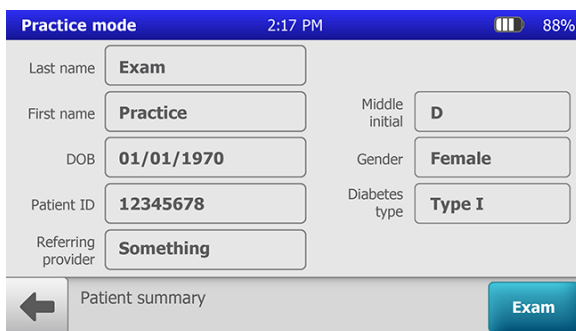 Practice mode 2:17 PM 88%
Last name Exam
First name Practice Middle initial D
DOB 01/01/1970 Gender Female
Patient ID 12345678 Diabetes type Type I
Referring provider Something
Patient summary Exam